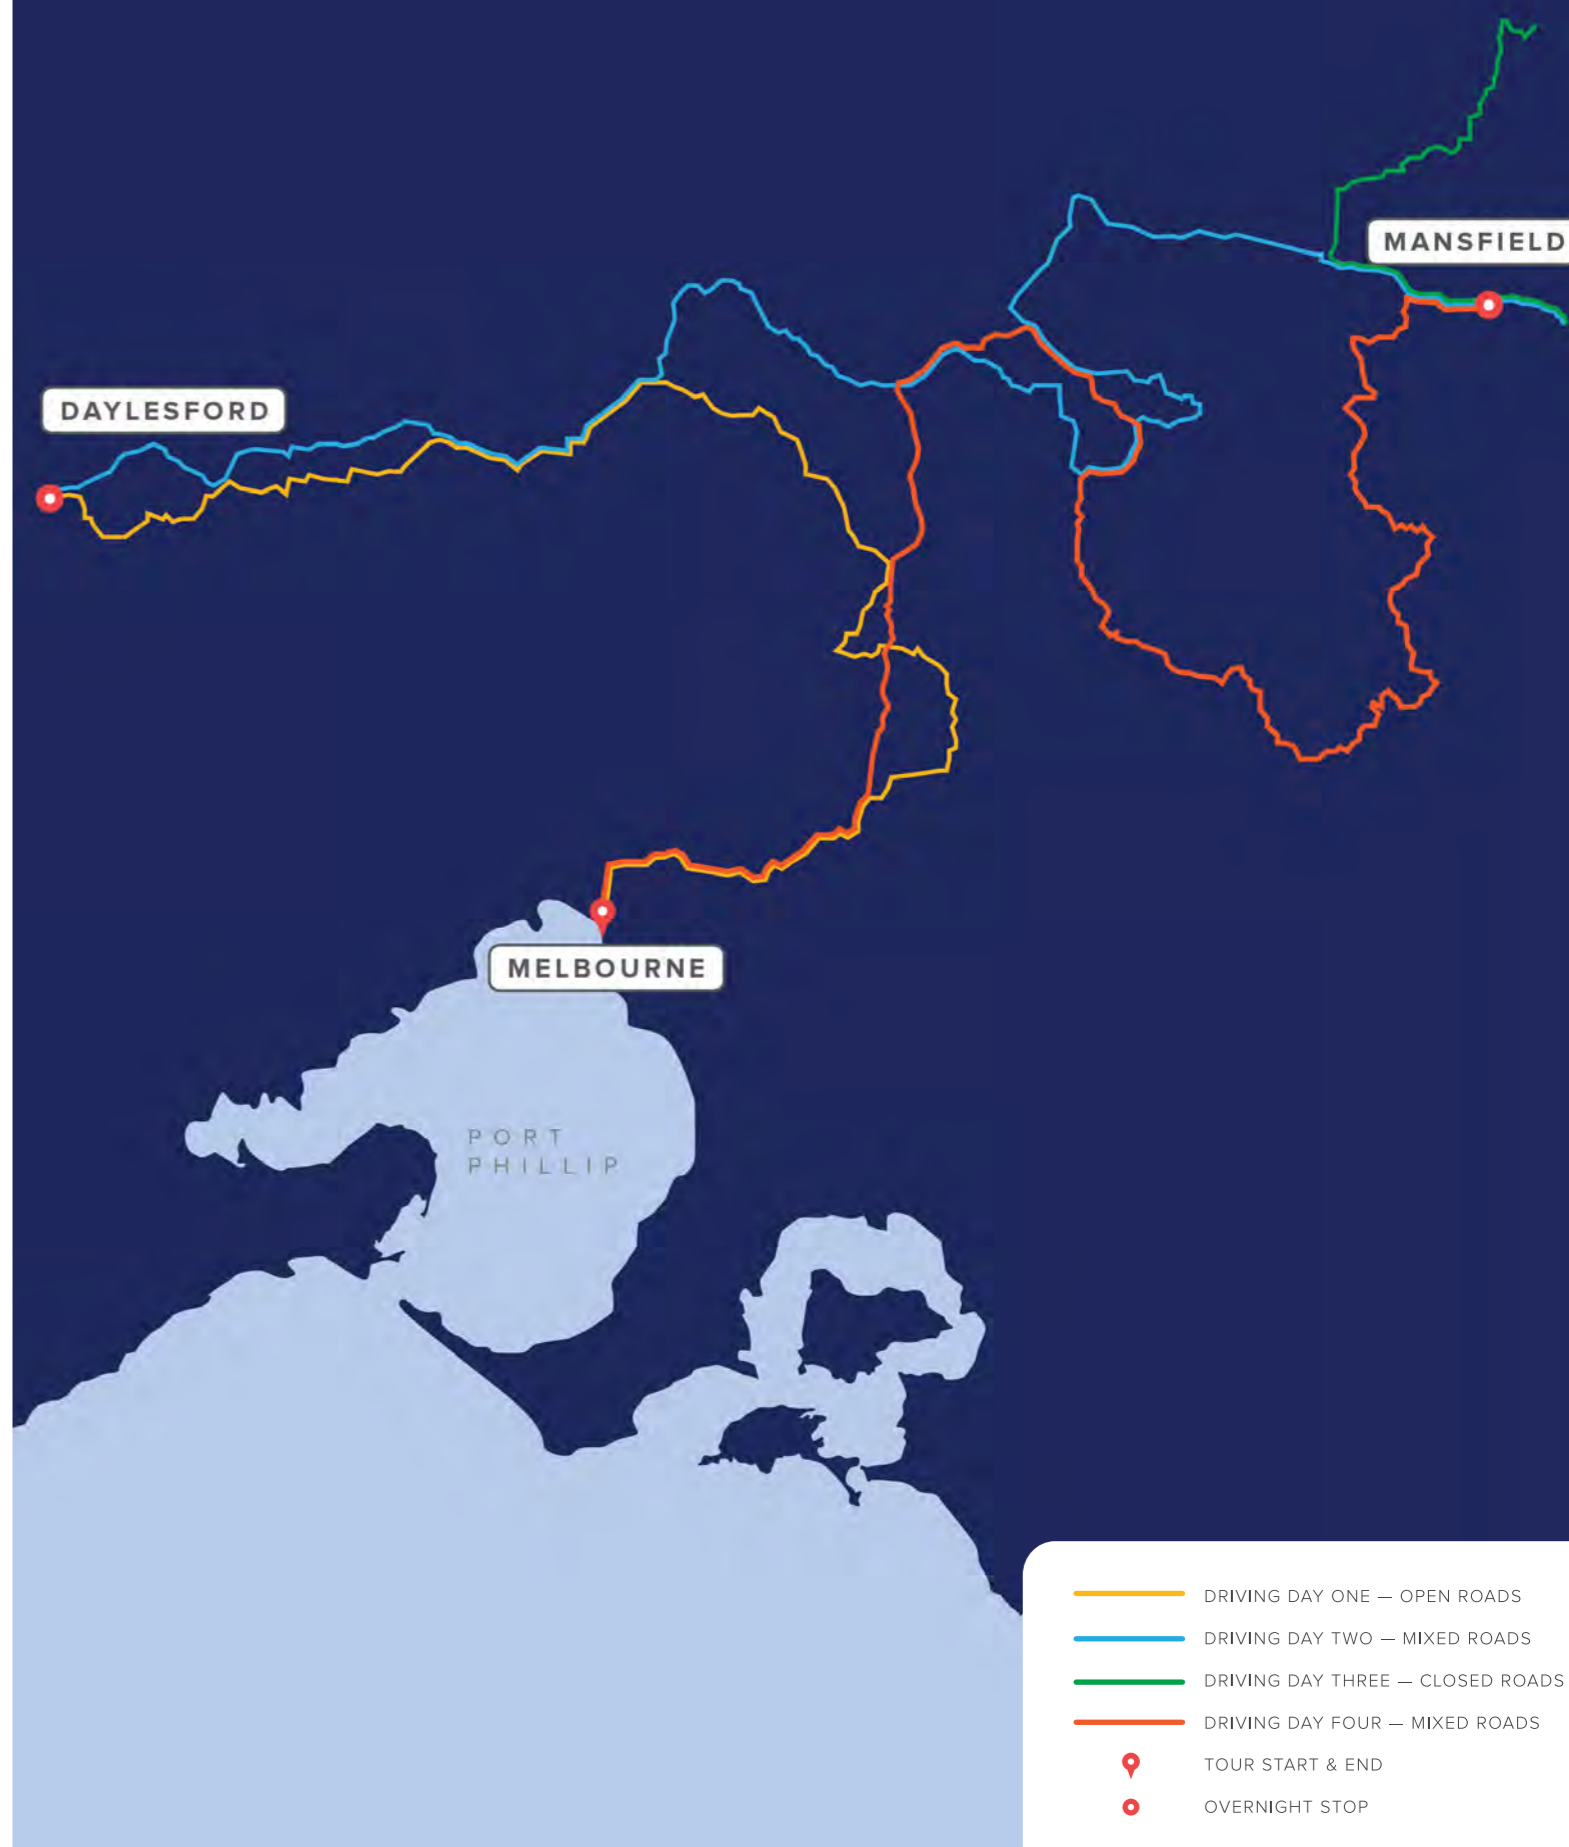 MANSFIELD
DAYLESFORD
MELBOURNE
PORT
PHILLIP
DRIVING DAY ONE — OPEN ROADS
DRIVING DAY TWO — MIXED ROADS
DRIVING DAY THREE — CLOSED ROADS
DRIVING DAY FOUR — MIXED ROADS
TOUR START & END
OVERNIGHT STOP